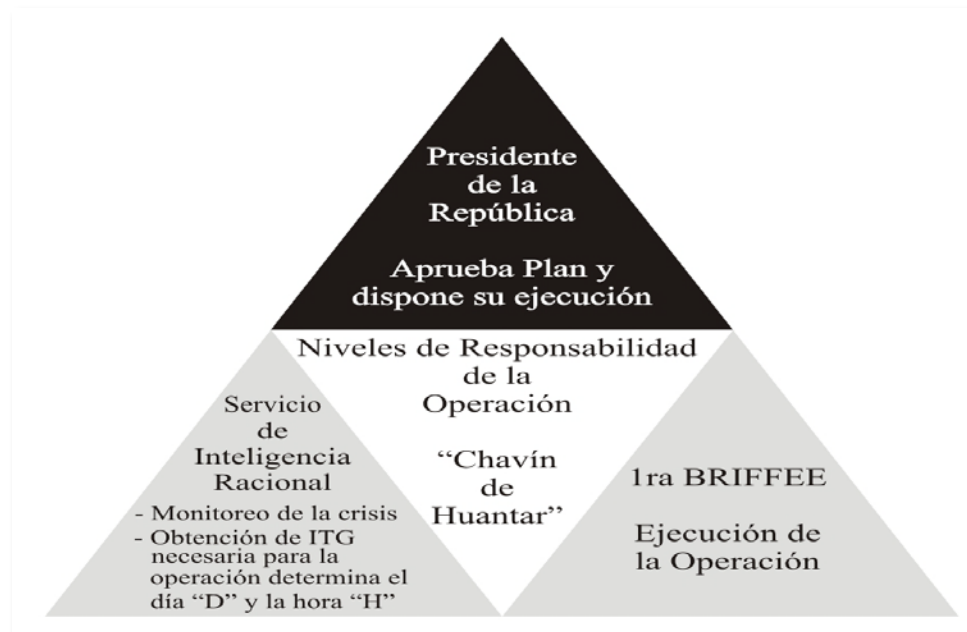 Presidente
de la
República
Aprueba Plan y
dispone su ejecución
Niveles de Responsabilidad
de la
Operación
“Chavín
de
Huantar”
Servicio
de
Inteligencia
Racional
- Monitoreo de la crisis
- Obtención de ITG
necesaria para la
operación determina el
día “D” y la hora “H”
1ra BRIFFEE
Ejecución de
la Operación